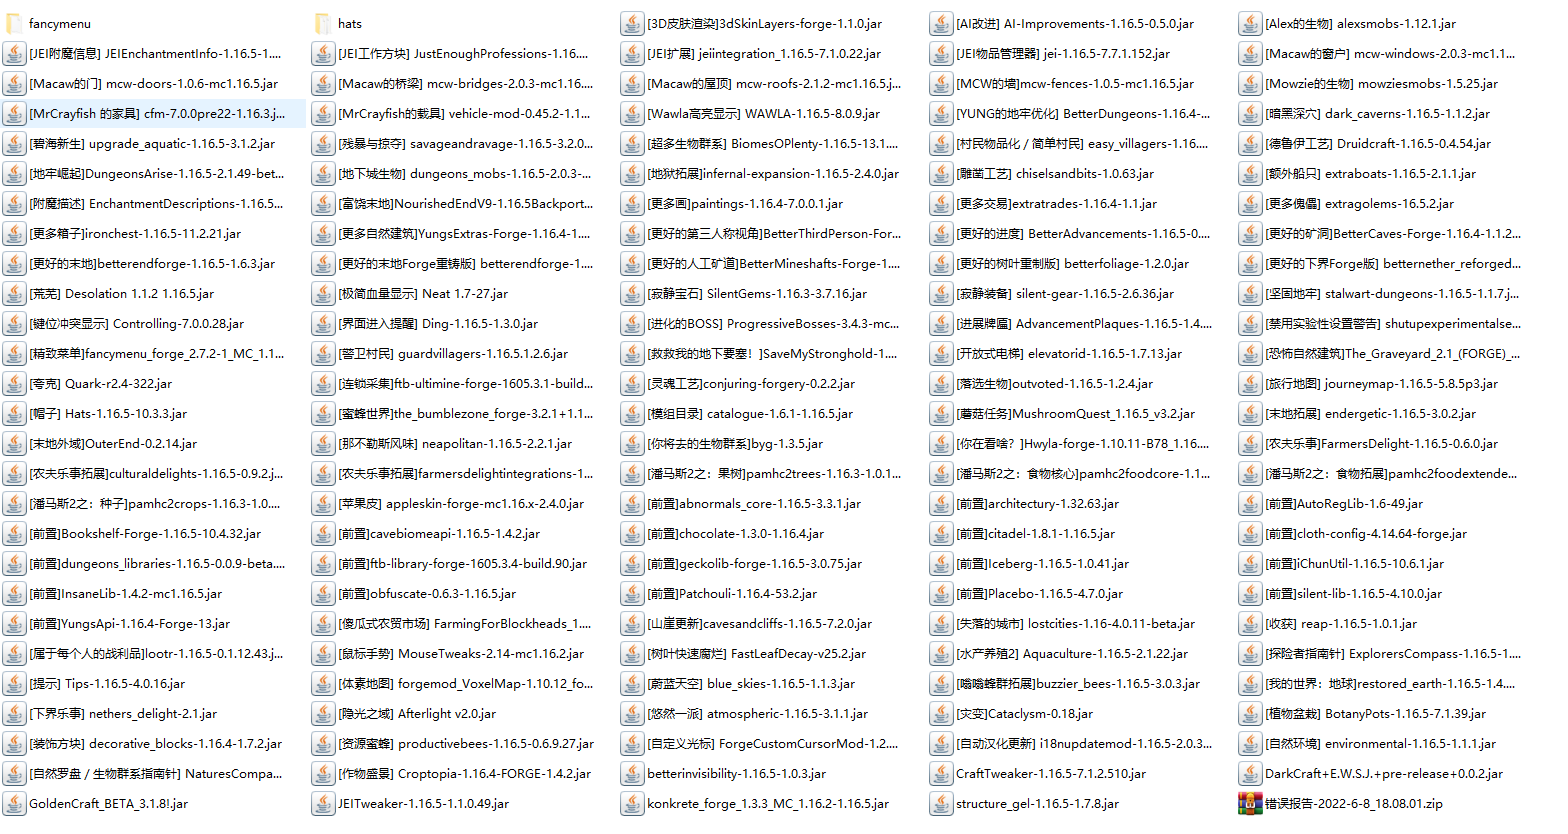 fancymenu
hats
[3D皮肤渲染]3dSkinLayers-forge-1.1.0.jar
[AI改进] AI-Improvements-1.16.5-0.5.0.jar
[Alex的生物] alexsmobs-1.12.1.jar
[JEI附魔信息] JEIEnchantmentInfo-1.16.5-1....
[JEI工作方块] JustEnoughProfessions-1.16....
[JEI扩展] jeiintegration_1.16.5-7.1.0.22.jar
[JEI物品管理器] jei-1.16.5-7.7.1.152.jar
[Macaw的窗户] mcw-windows-2.0.3-mc1.1...
[Macaw的门] mcw-doors-1.0.6-mc1.16.5.jar
[Macaw的桥梁] mcw-bridges-2.0.3-mc1.16....
[Macaw的屋顶] mcw-roofs-2.1.2-mc1.16.5.j...
[MCW的墙]mcw-fences-1.0.5-mc1.16.5.jar
[Mowzie的生物] mowziesmobs-1.5.25.jar
[MrCrayfish 的家具] cfm-7.0.0pre22-1.16.3.j...
[MrCrayfish的载具] vehicle-mod-0.45.2-1.1...
[Wawla高亮显示] WAWLA-1.16.5-8.0.9.jar
[YUNG的地牢优化] BetterDungeons-1.16.4-...
[暗黑深穴] dark_caverns-1.16.5-1.1.2.jar
[碧海新生] upgrade_aquatic-1.16.5-3.1.2.jar
[残暴与掠夺] savageandravage-1.16.5-3.2.0...
[超多生物群系] BiomesOPlenty-1.16.5-13.1....
[村民物品化 / 简单村民] easy_villagers-1.16....
[德鲁伊工艺] Druidcraft-1.16.5-0.4.54.jar
[地牢崛起]DungeonsArise-1.16.5-2.1.49-bet...
[地下城生物] dungeons_mobs-1.16.5-2.0.3-...
[地狱拓展]infernal-expansion-1.16.5-2.4.0.jar
[雕凿工艺] chiselsandbits-1.0.63.jar
[额外船只] extraboats-1.16.5-2.1.1.jar
[附魔描述] EnchantmentDescriptions-1.16.5...
[富饶末地]NourishedEndV9-1.16.5Backport...
[更多画]paintings-1.16.4-7.0.0.1.jar
[更多交易]extratrades-1.16.4-1.1.jar
[更多傀儡] extragolems-16.5.2.jar
[更多箱子]ironchest-1.16.5-11.2.21.jar
[更多自然建筑]YungsExtras-Forge-1.16.4-1....
[更好的第三人称视角]BetterThirdPerson-For...
[更好的进度] BetterAdvancements-1.16.5-0....
[更好的矿洞]BetterCaves-Forge-1.16.4-1.1.2...
[更好的末地]betterendforge-1.16.5-1.6.3.jar
[更好的末地Forge重铸版] betterendforge-1....
[更好的人工矿道]BetterMineshafts-Forge-1....
[更好的树叶重制版] betterfoliage-1.2.0.jar
[更好的下界Forge版] betternether_reforged...
[荒芜] Desolation 1.1.2 1.16.5.jar
[极简血量显示] Neat 1.7-27.jar
[寂静宝石] SilentGems-1.16.3-3.7.16.jar
[寂静装备] silent-gear-1.16.5-2.6.36.jar
[坚固地牢] stalwart-dungeons-1.16.5-1.1.7.j...
[键位冲突显示] Controlling-7.0.0.28.jar
[界面进入提醒] Ding-1.16.5-1.3.0.jar
[进化的BOSS] ProgressiveBosses-3.4.3-mc...
[进展牌匾] AdvancementPlaques-1.16.5-1.4....
[禁用实验性设置警告] shutupexperimentalse...
[精致菜单]fancymenu_forge_2.7.2-1_MC_1.1...
[警卫村民] guardvillagers-1.16.5.1.2.6.jar
[救救我的地下要塞！]SaveMyStronghold-1....
[开放式电梯] elevatorid-1.16.5-1.7.13.jar
[恐怖自然建筑]The_Graveyard_2.1_(FORGE)_...
[夸克] Quark-r2.4-322.jar
[连锁采集]ftb-ultimine-forge-1605.3.1-build...
[灵魂工艺]conjuring-forgery-0.2.2.jar
[落选生物]outvoted-1.16.5-1.2.4.jar
[旅行地图] journeymap-1.16.5-5.8.5p3.jar
[帽子] Hats-1.16.5-10.3.3.jar
[蜜蜂世界]the_bumblezone_forge-3.2.1+1.1...
[模组目录] catalogue-1.6.1-1.16.5.jar
[蘑菇任务]MushroomQuest_1.16.5_v3.2.jar
[末地拓展] endergetic-1.16.5-3.0.2.jar
[末地外域]OuterEnd-0.2.14.jar
[那不勒斯风味] neapolitan-1.16.5-2.2.1.jar
[你将去的生物群系]byg-1.3.5.jar
[你在看啥？]Hwyla-forge-1.10.11-B78_1.16....
[农夫乐事]FarmersDelight-1.16.5-0.6.0.jar
[农夫乐事拓展]culturaldelights-1.16.5-0.9.2.j...
[农夫乐事拓展]farmersdelightintegrations-1...
[潘马斯2之：果树]pamhc2trees-1.16.3-1.0.1...
[潘马斯2之：食物核心]pamhc2foodcore-1.1...
[潘马斯2之：食物拓展]pamhc2foodextende...
[潘马斯2之：种子]pamhc2crops-1.16.3-1.0....
[苹果皮] appleskin-forge-mc1.16.x-2.4.0.jar
[前置]abnormals_core-1.16.5-3.3.1.jar
[前置]architectury-1.32.63.jar
[前置]AutoRegLib-1.6-49.jar
[前置]Bookshelf-Forge-1.16.5-10.4.32.jar
[前置]cavebiomeapi-1.16.5-1.4.2.jar
[前置]chocolate-1.3.0-1.16.4.jar
[前置]citadel-1.8.1-1.16.5.jar
[前置]cloth-config-4.14.64-forge.jar
[前置]dungeons_libraries-1.16.5-0.0.9-beta....
[前置]ftb-library-forge-1605.3.4-build.90.jar
[前置]geckolib-forge-1.16.5-3.0.75.jar
[前置]Iceberg-1.16.5-1.0.41.jar
[前置]iChunUtil-1.16.5-10.6.1.jar
[前置]InsaneLib-1.4.2-mc1.16.5.jar
[前置]obfuscate-0.6.3-1.16.5.jar
[前置]Patchouli-1.16.4-53.2.jar
[前置]Placebo-1.16.5-4.7.0.jar
[前置]silent-lib-1.16.5-4.10.0.jar
[前置]YungsApi-1.16.4-Forge-13.jar
[傻瓜式农贸市场] FarmingForBlockheads_1....
[山崖更新]cavesandcliffs-1.16.5-7.2.0.jar
[失落的城市] lostcities-1.16-4.0.11-beta.jar
[收获] reap-1.16.5-1.0.1.jar
[属于每个人的战利品]lootr-1.16.5-0.1.12.43.j...
[鼠标手势] MouseTweaks-2.14-mc1.16.2.jar
[树叶快速腐烂] FastLeafDecay-v25.2.jar
[水产养殖2] Aquaculture-1.16.5-2.1.22.jar
[探险者指南针] ExplorersCompass-1.16.5-1....
[提示] Tips-1.16.5-4.0.16.jar
[体素地图] forgemod_VoxelMap-1.10.12_fo...
[蔚蓝天空] blue_skies-1.16.5-1.1.3.jar
[嗡嗡蜂群拓展]buzzier_bees-1.16.5-3.0.3.jar
[我的世界：地球]restored_earth-1.16.5-1.4....
[下界乐事] nethers_delight-2.1.jar
[隐光之域] Afterlight v2.0.jar
[悠然一派] atmospheric-1.16.5-3.1.1.jar
[灾变]Cataclysm-0.18.jar
[植物盆栽] BotanyPots-1.16.5-7.1.39.jar
[装饰方块] decorative_blocks-1.16.4-1.7.2.jar
[资源蜜蜂] productivebees-1.16.5-0.6.9.27.jar
[自定义光标] ForgeCustomCursorMod-1.2....
[自动汉化更新] i18nupdatemod-1.16.5-2.0.3...
[自然环境] environmental-1.16.5-1.1.1.jar
[自然罗盘 / 生物群系指南针] NaturesCompa...
[作物盛景] Croptopia-1.16.4-FORGE-1.4.2.jar
betterinvisibility-1.16.5-1.0.3.jar
CraftTweaker-1.16.5-7.1.2.510.jar
DarkCraft+E.W.S.J.+pre-release+0.0.2.jar
GoldenCraft_BETA_3.1.8!.jar
JEITweaker-1.16.5-1.1.0.49.jar
konkrete_forge_1.3.3_MC_1.16.2-1.16.5.jar
structure_gel-1.16.5-1.7.8.jar
错误报告-2022-6-8_18.08.01.zip